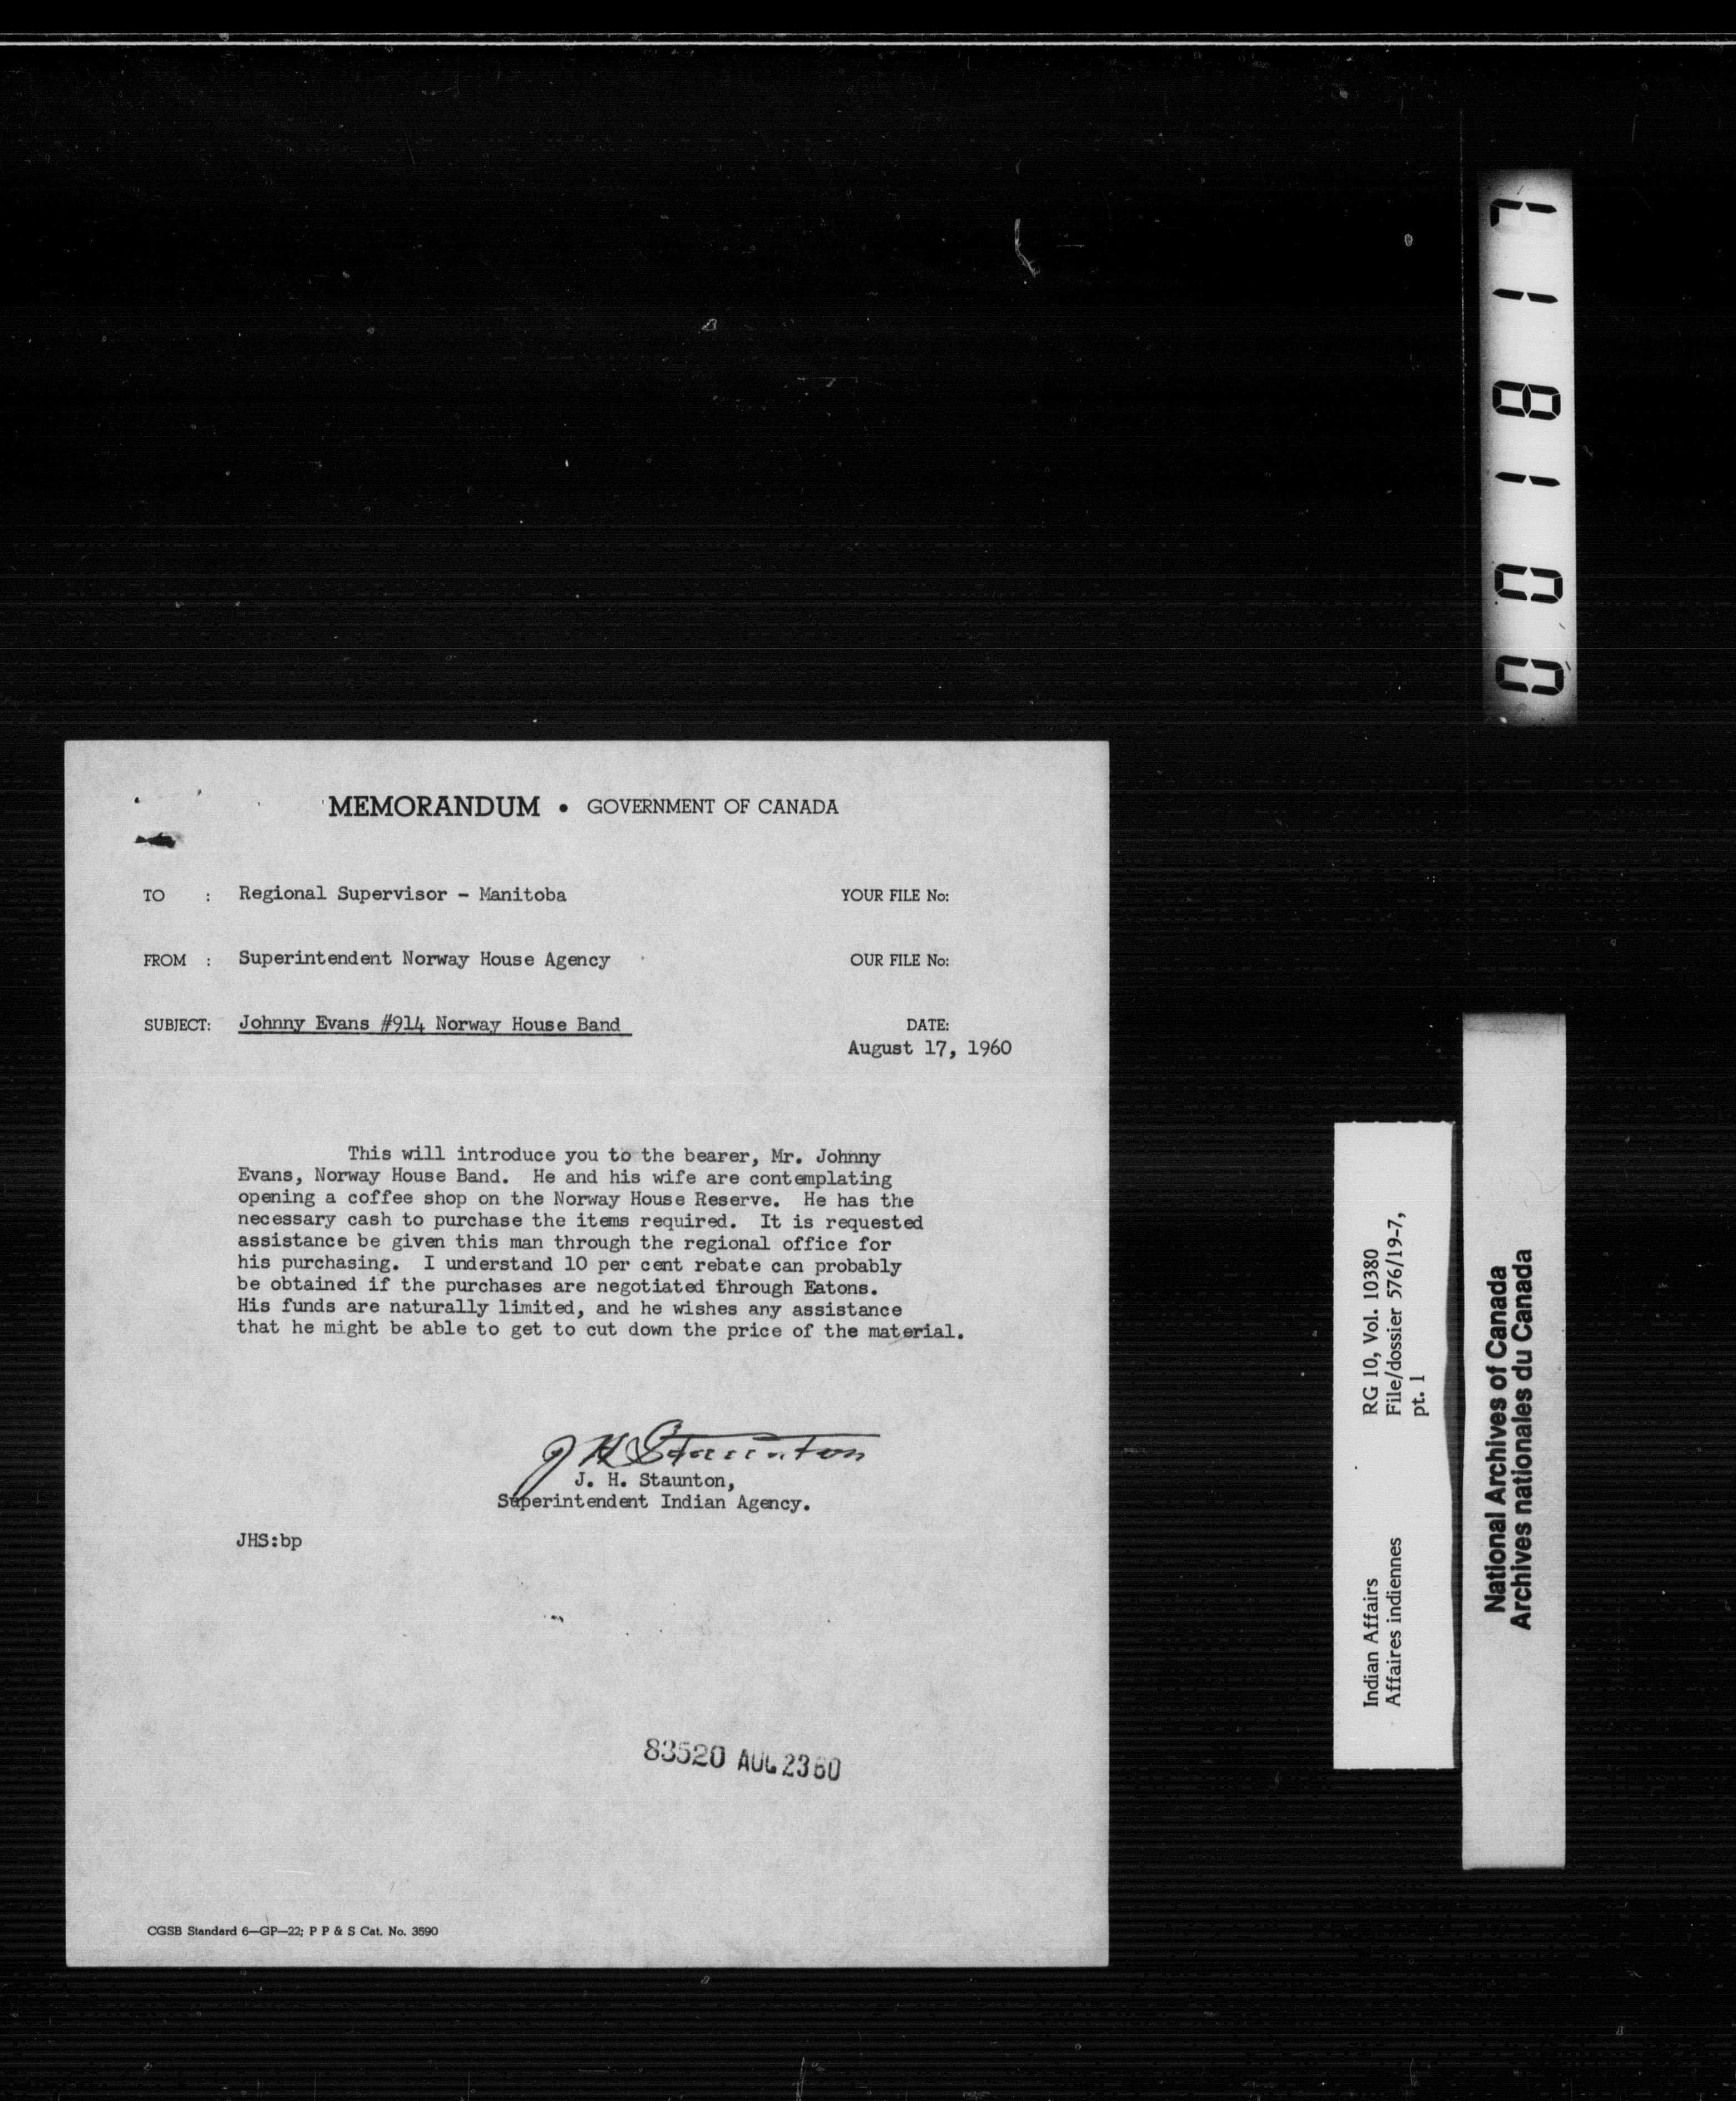 MEMORANDUM • GOVERNMENT OF CANADA
TO : Regional Supervisor - Manitoba
YOUR FILE No:
FROM : Superintendent Norway House Agency
OUR FILE No:
SUBJECT: Johnny Evans #914 Norway House Band
DATE:
August 17, 1960
This will introduce you to the bearer, Mr. Johnny
Evans, Norway House Band. He and his wife are contemplating
opening a coffee shop on the Norway House Reserve. He has the
necessary cash to purchase the items required. It is requested
assistance be given this man through the regional office for
his purchasing. I understand 10 per cent rebate can probably
be obtained if the purchases are negotiated through Eatons.
His funds are naturally limited, and he wishes any assistance
that he might be able to get to cut down the price of the material.
J H Staunton
J. H. Staunton,
Superintendent Indian Agency.
JHS:bp
83520 AUG 23 60
CGSB Standard 6—GP—22; P P & S Cat. No. 3590
001817
Indian Affairs RG 10, Vol. 10380
Affaires indiennes File/dossier 576/19-7,
pt. 1
National Archives of Canada
Archives nationales du Canada